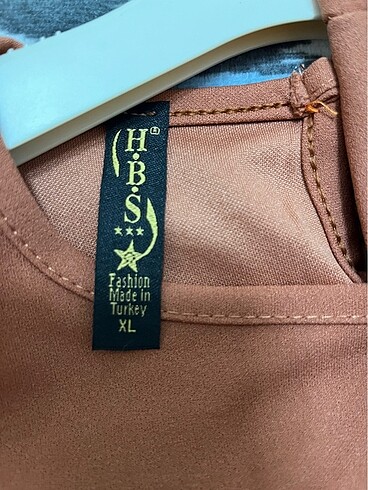 H.B.S®
★★★
Fashion
Made in
Turkey
XL